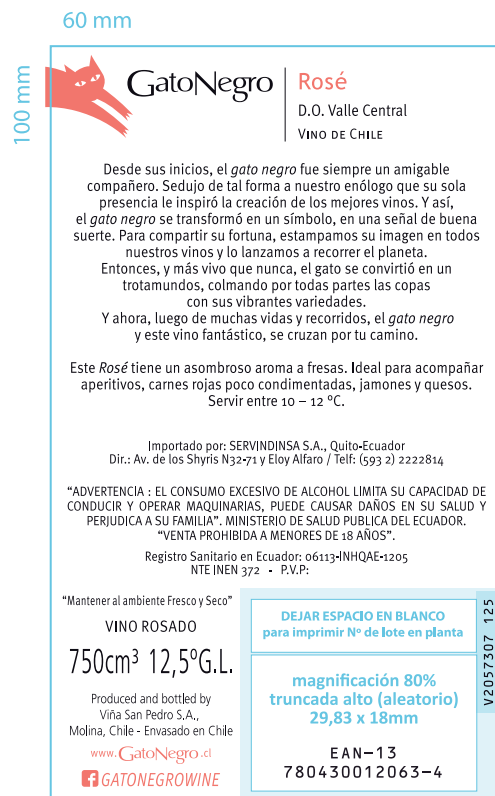 60 mm
100 mm
GatoNegro
Rosé
D.O. Valle Central
VINO DE CHILE
Desde sus inicios, el gato negro fue siempre un amigable
compañero. Sedujo de tal forma a nuestro enólogo que su sola
presencia le inspiró la creación de los mejores vinos. Y así,
el gato negro se transformó en un símbolo, en una señal de buena
suerte. Para compartir su fortuna, estampamos su imagen en todos
nuestros vinos y lo lanzamos a recorrer el planeta.
Entonces, y más vivo que nunca, el gato se convirtió en un
trotamundos, colmando por todas partes las copas
con sus vibrantes variedades.
Y ahora, luego de muchas vidas y recorridos, el gato negro
y este vino fantástico, se cruzan por tu camino.
Este Rosé tiene un asombroso aroma a fresas. Ideal para acompañar
aperitivos, carnes rojas poco condimentadas, jamones y quesos.
Servir entre 10 – 12 °C.
Importado por: SERVINDINSA S.A., Quito-Ecuador
Dir.: Av. de los Shyris N32-71 y Eloy Alfaro / Telf: (593 2) 2222814
“ADVERTENCIA : EL CONSUMO EXCESIVO DE ALCOHOL LIMITA SU CAPACIDAD DE
CONDUCIR Y OPERAR MAQUINARIAS, PUEDE CAUSAR DAÑOS EN SU SALUD Y
PERJUDICA A SU FAMILIA”. MINISTERIO DE SALUD PUBLICA DEL ECUADOR.
“VENTA PROHIBIDA A MENORES DE 18 AÑOS”.
Registro Sanitario en Ecuador: 06113-INHQAE-1205
NTE INEN 372 - P.V.P:
“Mantener al ambiente Fresco y Seco”
VINO ROSADO
750cm³ 12,5°G.L.
Produced and bottled by
Viña San Pedro S.A.,
Molina, Chile - Envasado en Chile
www.GatoNegro.cl
GATONEGROWINE
DEJAR ESPACIO EN BLANCO
para imprimir Nº de lote en planta
magnificación 80%
truncada alto (aleatorio)
29,83 x 18mm
EAN-13
780430012063-4
V2057307 125